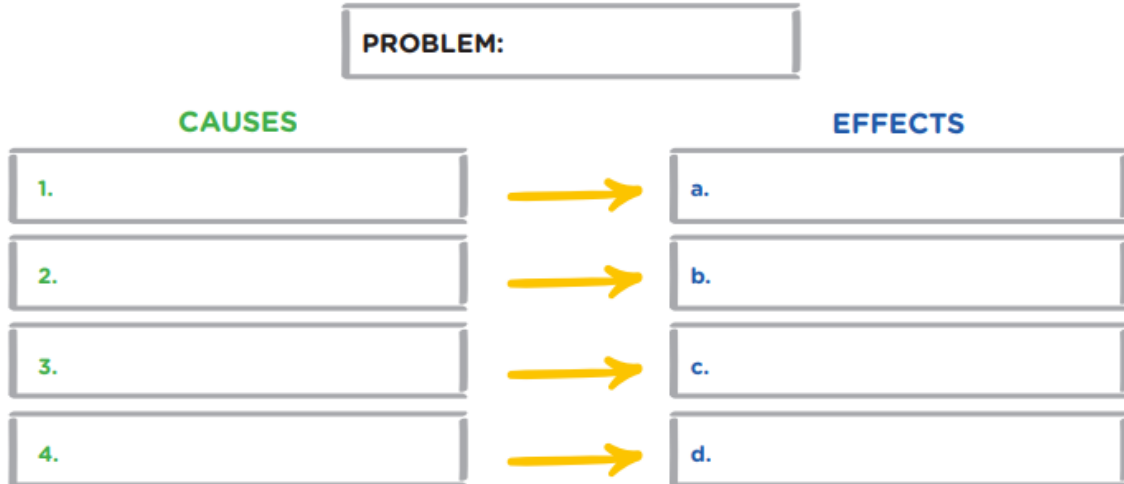 PROBLEM:
CAUSES
EFFECTS
1.
a.
2.
b.
3.
c.
4.
d.